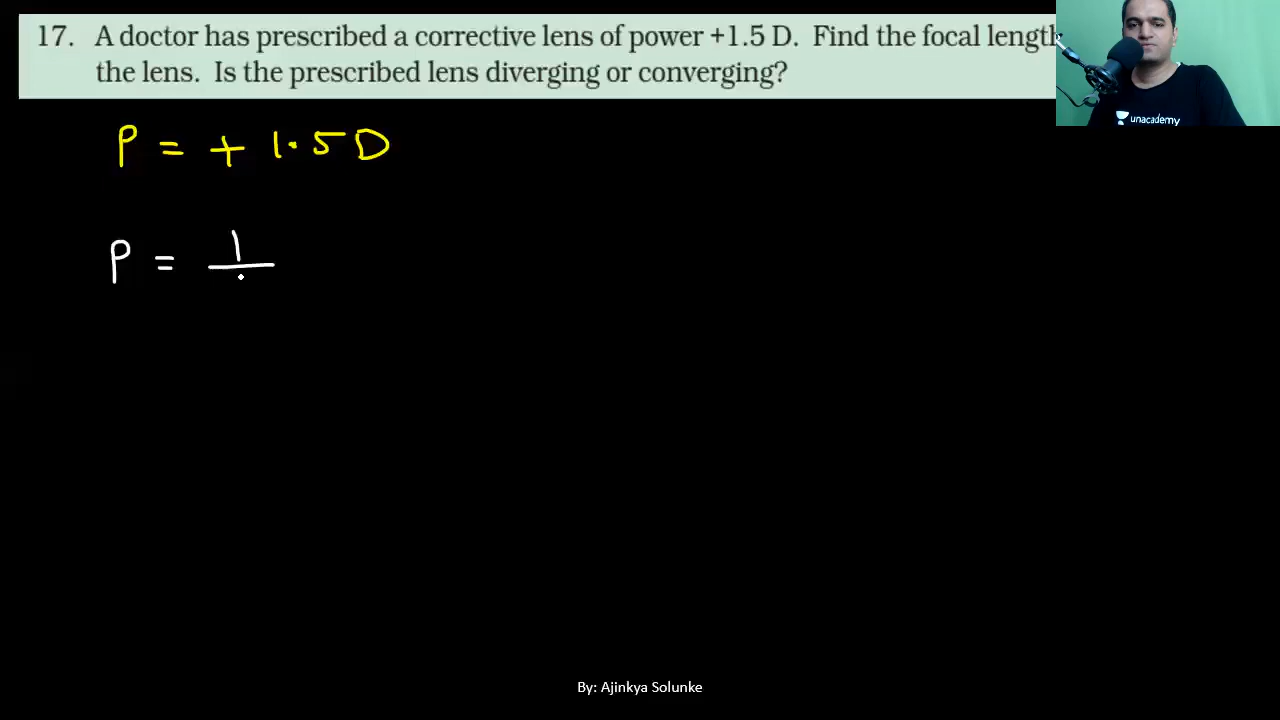 17. A doctor has prescribed a corrective lens of power +1.5 D. Find the focal length
the lens. Is the prescribed lens diverging or converging?
unacademy
P = + 1.5 D
P = 1
By: Ajinkya Solunke